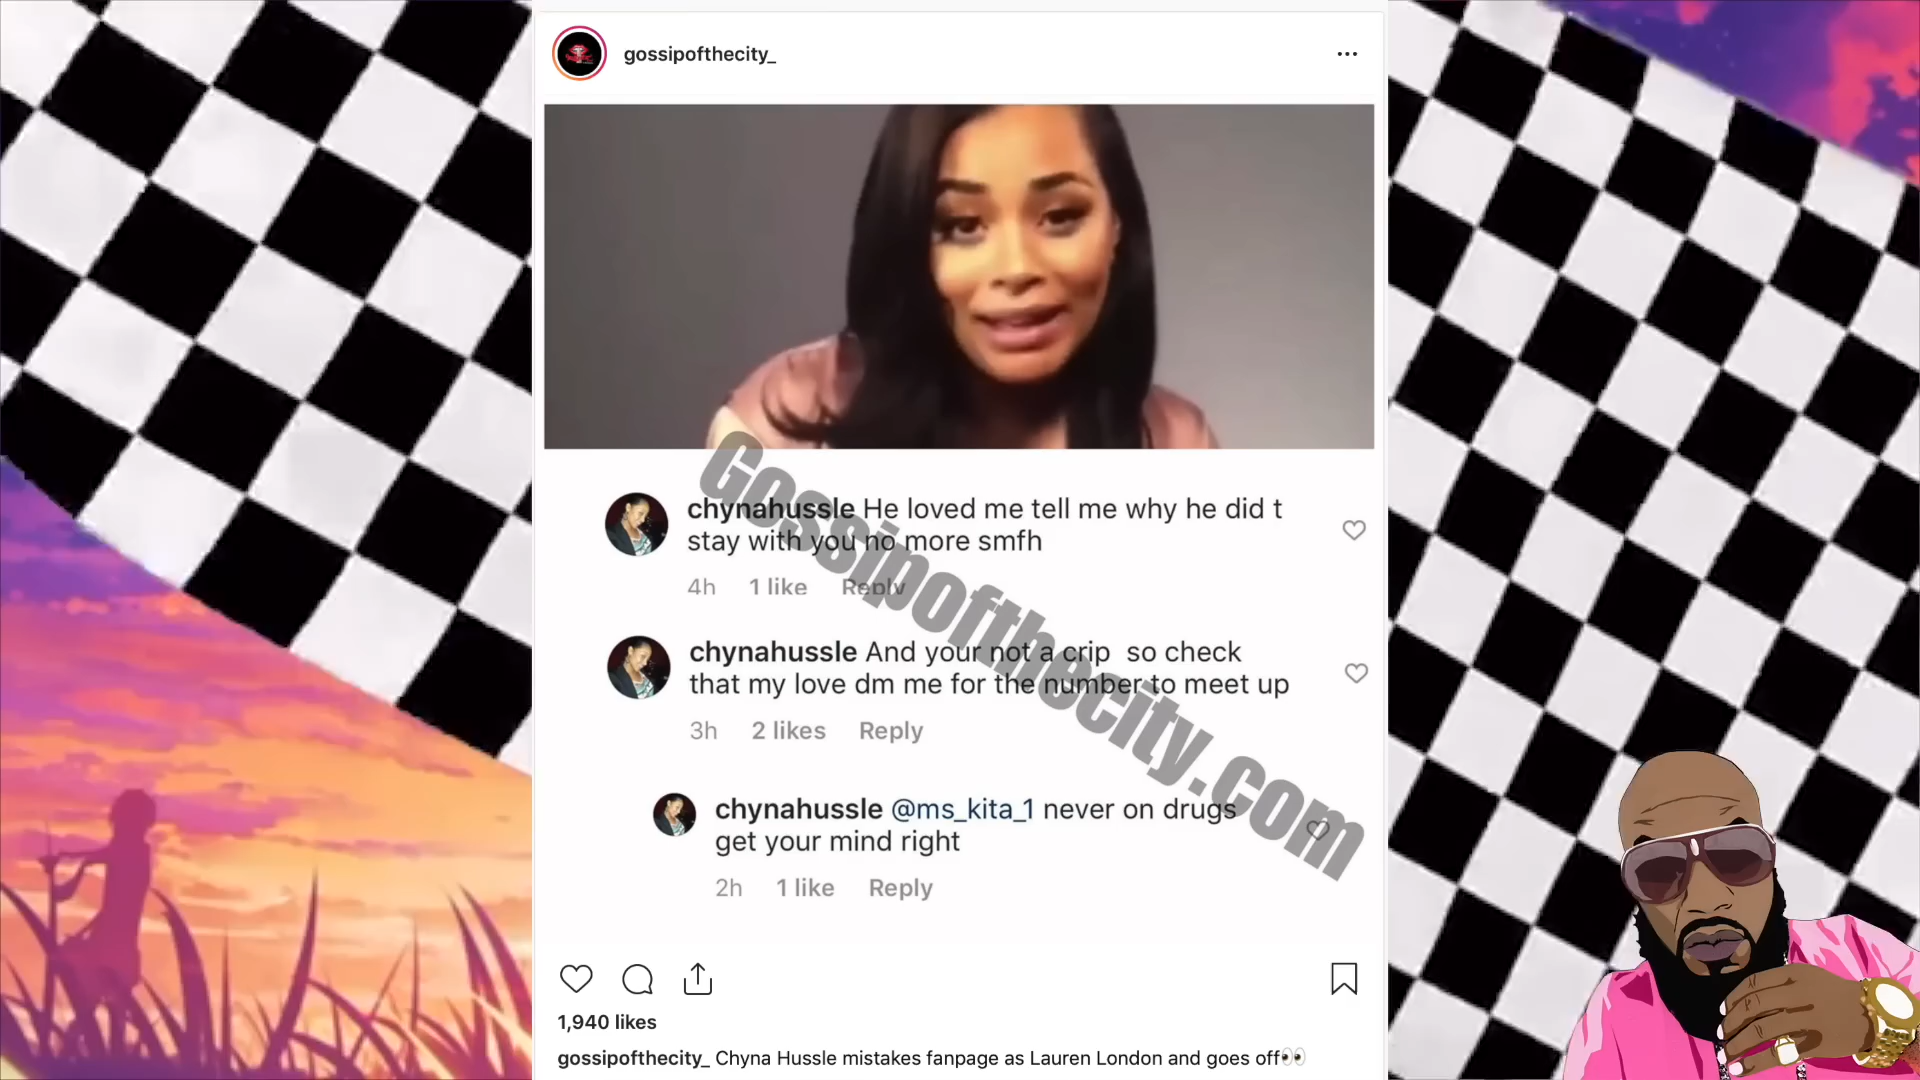 gossipofthecity_
chynahussle He loved me tell me why he did t
stay with you no more smfh
4h 1 like Reply
Gossipofthecity.com
chynahussle And your not a crip so check
that my love dm me for the number to meet up
3h 2 likes Reply
chynahussle @ms_kita_1 never on drugs
get your mind right
2h 1 like Reply
1,940 likes
gossipofthecity_ Chyna Hussle mistakes fanpage as Lauren London and goes off👀